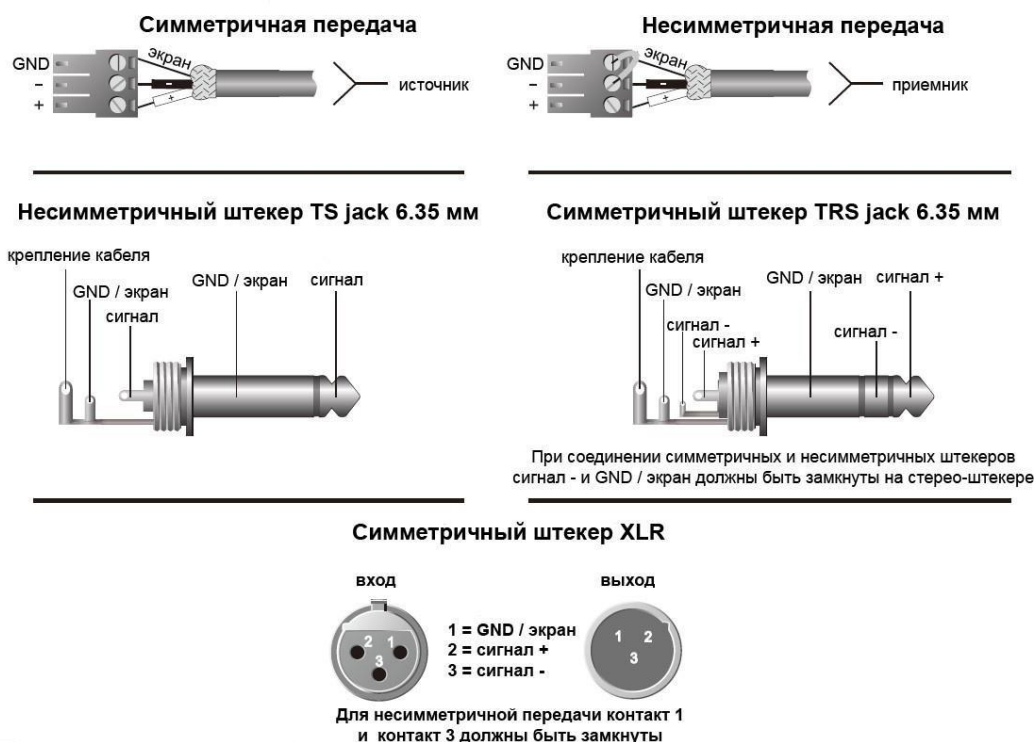 Симметричная передача
GND
экран
-
-
источник
+
+
Несимметричная передача
GND
экран
-
-
приемник
+
+
Несимметричный штекер TS jack 6.35 мм
крепление кабеля
GND / экран
сигнал
GND / экран
сигнал
Симметричный штекер TRS jack 6.35 мм
крепление кабеля
GND / экран
сигнал -
сигнал +
GND / экран
сигнал -
сигнал +
При соединении симметричных и несимметричных штекеров
сигнал - и GND / экран должны быть замкнуты на стерео-штекере
Симметричный штекер XLR
вход
2 1
3
1 = GND / экран
2 = сигнал +
3 = сигнал -
выход
1 2
3
Для несимметричной передачи контакт 1
и контакт 3 должны быть замкнуты